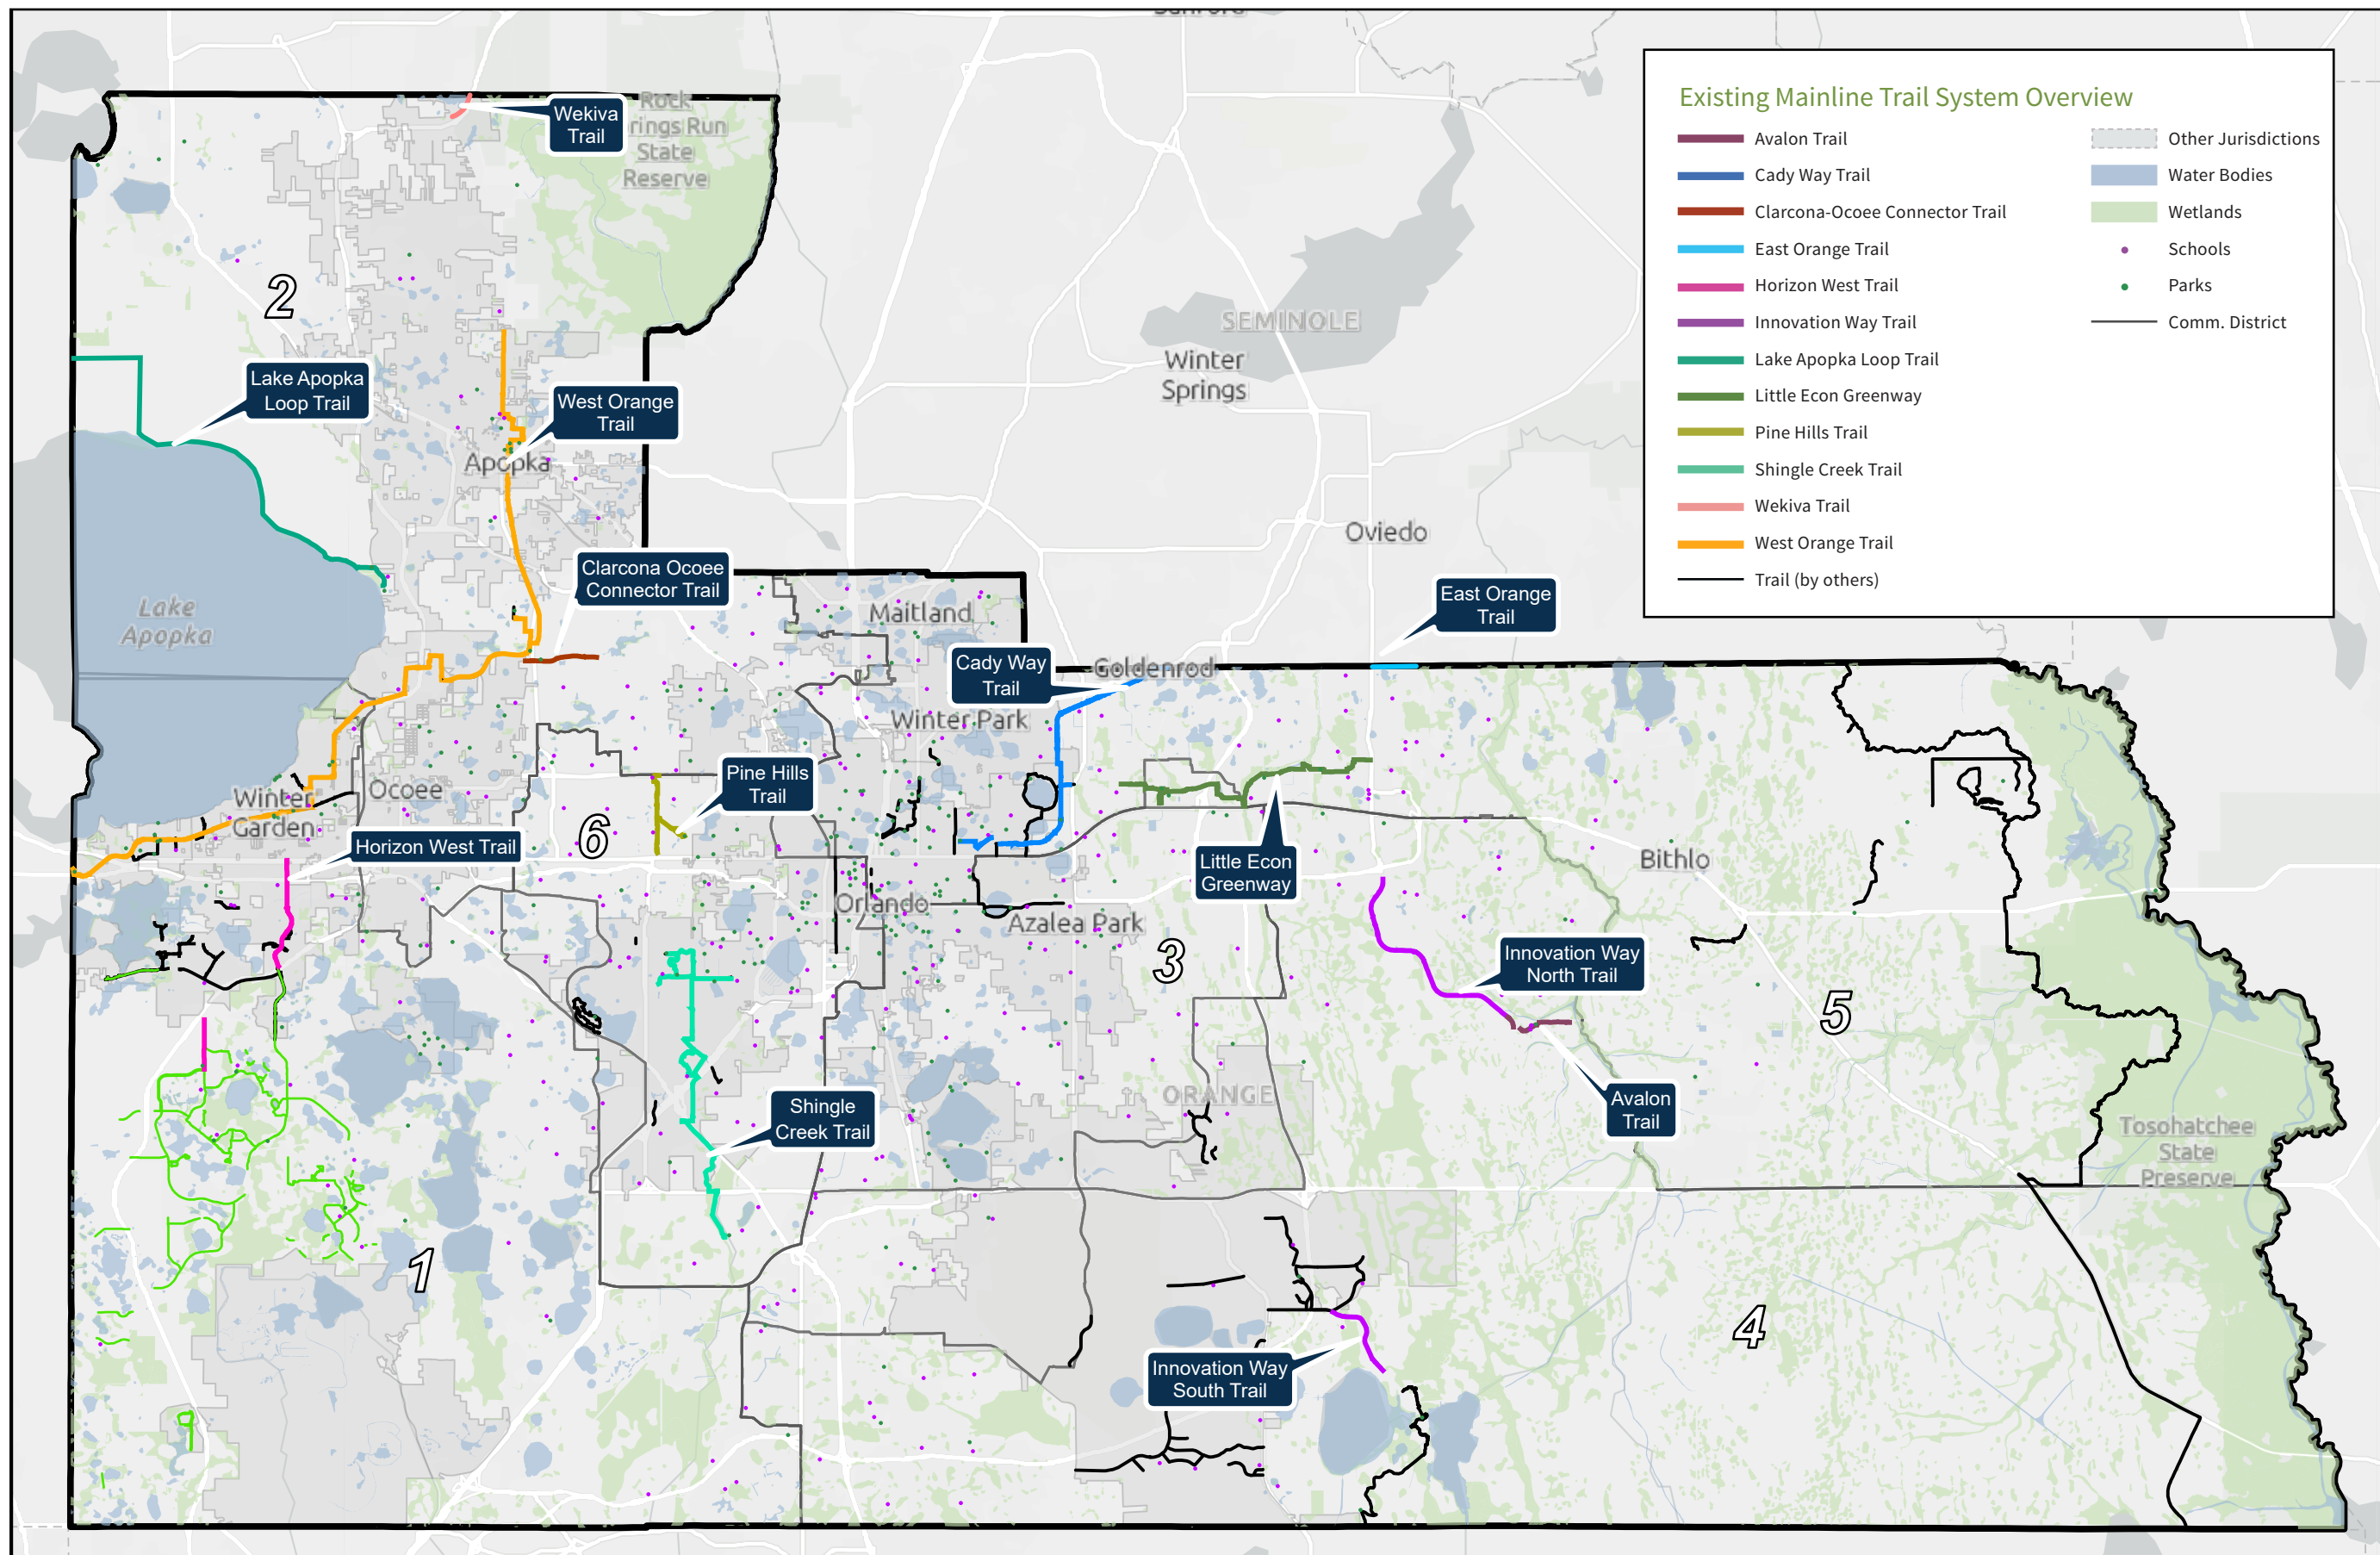 Sanford
Existing Mainline Trail System Overview
Avalon Trail
Cady Way Trail
Clarcona-Ocoee Connector Trail
East Orange Trail
Horizon West Trail
Innovation Way Trail
Lake Apopka Loop Trail
Little Econ Greenway
Pine Hills Trail
Shingle Creek Trail
Wekiva Trail
West Orange Trail
Trail (by others)
Other Jurisdictions
Water Bodies
Wetlands
Schools
Parks
Comm. District
Wekiva
Trail
Rock
rings Run
State
Reserve
2
SEMINOLE
Winter
Springs
Lake Apopka
Loop Trail
West Orange
Trail
Apopka
Oviedo
Clarcona Ocoee
Connector Trail
Lake
Apopka
Maitland
East Orange
Trail
Cady Way
Trail
Goldenrod
Winter Park
Pine Hills
Trail
Winter
Garden
Ocoee
6
Horizon West Trail
Little Econ
Greenway
Bithlo
Orlando
Azalea Park
3
Innovation Way
North Trail
5
ORANGE
Avalon
Trail
Shingle
Creek Trail
Tosohatchee
State
Preserve
1
4
Innovation Way
South Trail